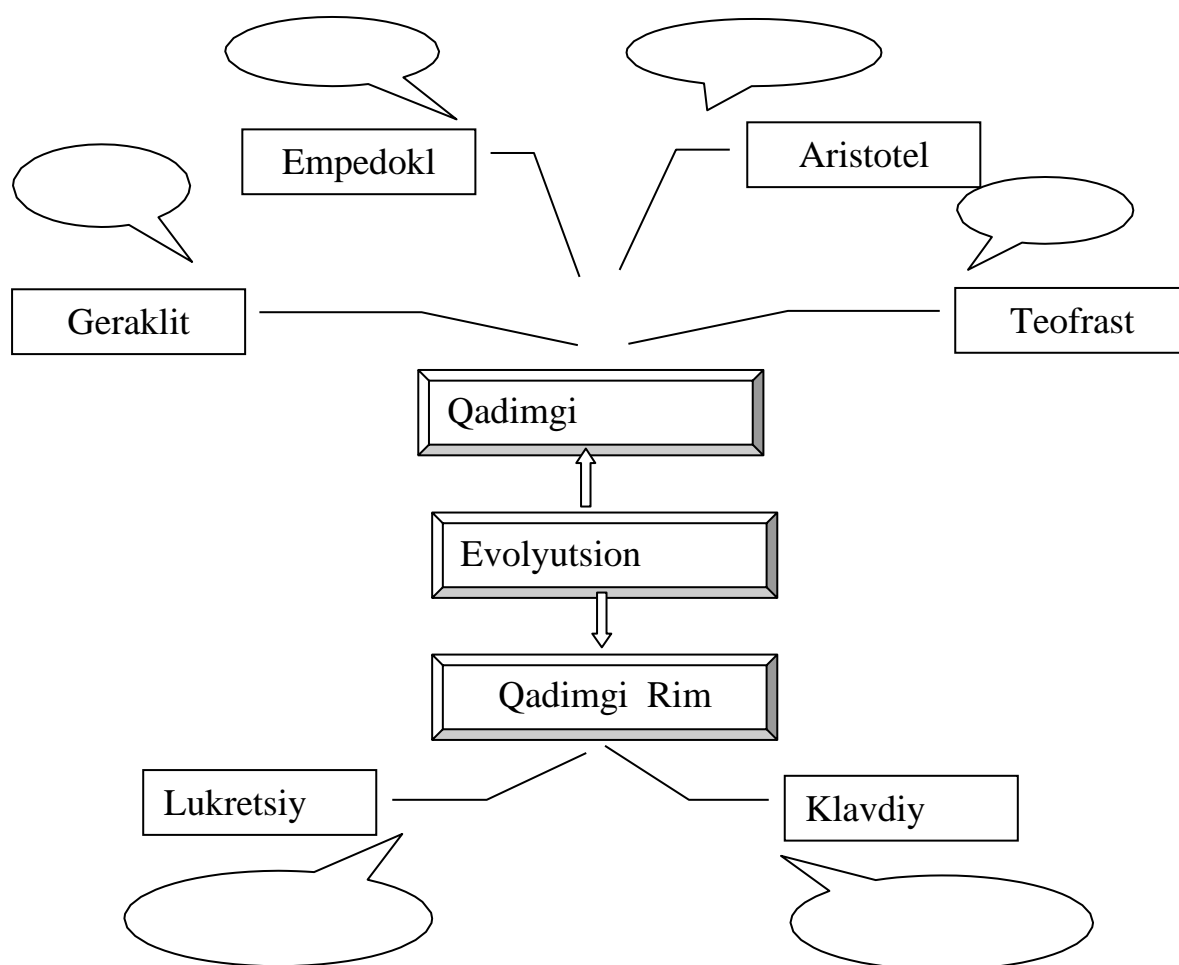 Empedokl
Aristotel
Geraklit
Teofrast
Qadimgi
Evolyutsion
Qadimgi Rim
Lukretsiy
Klavdiy